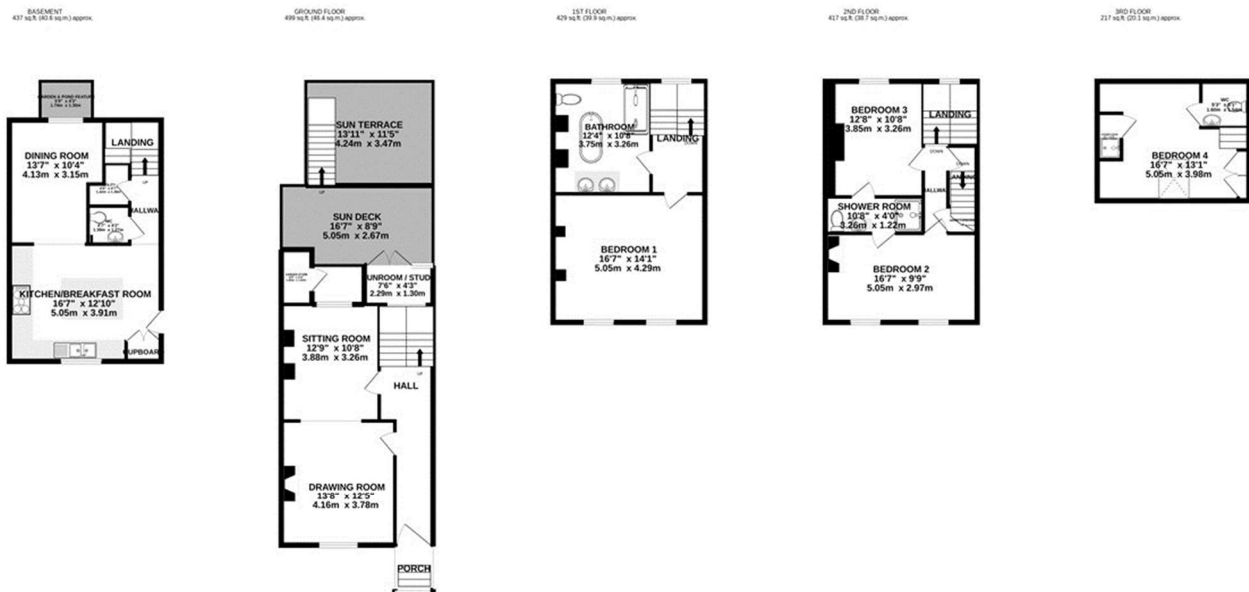 BASEMENT
437 sq.ft. (40.6 sq.m.) approx.
LANDING
UP
DINING ROOM
13'7" x 10'4"
4.13m x 3.15m
HALLWA
WC
KITCHEN/BREAKFAST ROOM
16'7" x 12'10"
5.05m x 3.91m
CUPBOAR
GROUND FLOOR
499 sq.ft. (46.4 sq.m.) approx.
SUN TERRACE
13'11" x 11'5"
4.24m x 3.47m
UP
SUN DECK
16'7" x 8'9"
5.05m x 2.67m
UNROOM / STUD
7'6" x 4'3"
2.29m x 1.30m
SITTING ROOM
12'9" x 10'8"
3.88m x 3.26m
UP
HALL
DRAWING ROOM
13'8" x 12'5"
4.16m x 3.78m
PORCH
1ST FLOOR
429 sq.ft. (39.9 sq.m.) approx.
BATHROOM
12'4" x 10'8"
3.75m x 3.26m
LANDING
BEDROOM 1
16'7" x 14'1"
5.05m x 4.29m
2ND FLOOR
417 sq.ft. (38.7 sq.m.) approx.
BEDROOM 3
12'8" x 10'8"
3.85m x 3.26m
LANDING
DOWN
HALLWA
SHOWER ROOM
10'8" x 4'0"
3.26m x 1.22m
BEDROOM 2
16'7" x 9'9"
5.05m x 2.97m
3RD FLOOR
217 sq.ft. (20.1 sq.m.) approx.
WC
BEDROOM 4
16'7" x 13'1"
5.05m x 3.98m